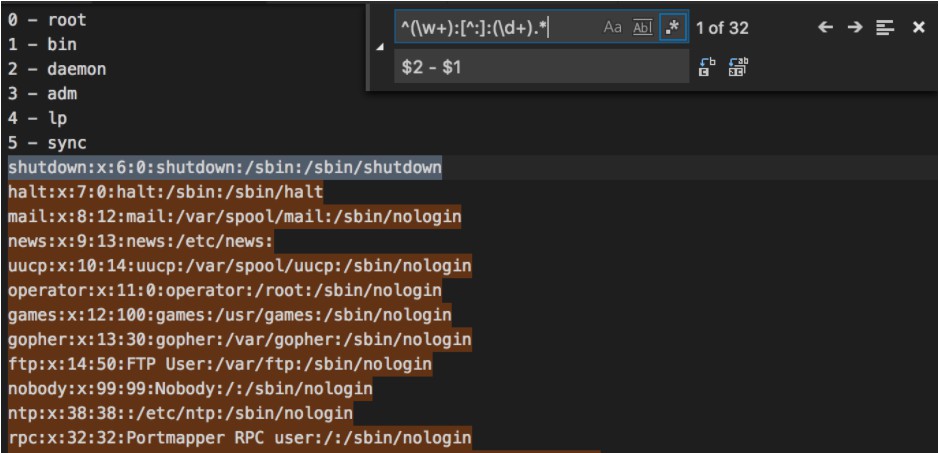 0 – root
1 – bin
2 – daemon
3 – adm
4 – lp
5 – sync
shutdown:x:6:0:shutdown:/sbin:/sbin/shutdown
halt:x:7:0:halt:/sbin:/sbin/halt
mail:x:8:12:mail:/var/spool/mail:/sbin/nologin
news:x:9:13:news:/etc/news:
uucp:x:10:14:uucp:/var/spool/uucp:/sbin/nologin
operator:x:11:0:operator:/root:/sbin/nologin
games:x:12:100:games:/usr/games:/sbin/nologin
gopher:x:13:30:gopher:/var/gopher:/sbin/nologin
ftp:x:14:50:FTP User:/var/ftp:/sbin/nologin
nobody:x:99:99:Nobody:/:/sbin/nologin
ntp:x:38:38::/etc/ntp:/sbin/nologin
rpc:x:32:32:Portmapper RPC user:/:/sbin/nologin
^(\w+):[^:]:(\d+).* Aa Abl .* 1 of 32
$2 - $1